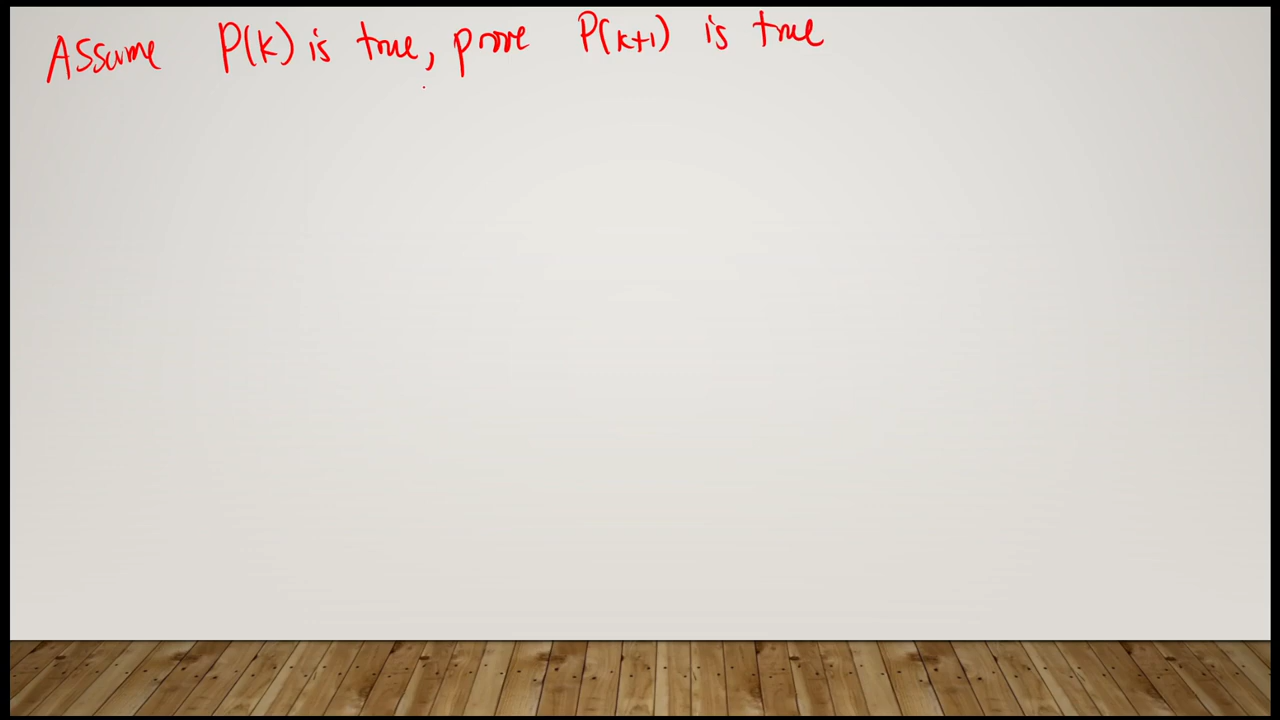 Assume P(k) is true, prove P(k+1) is true